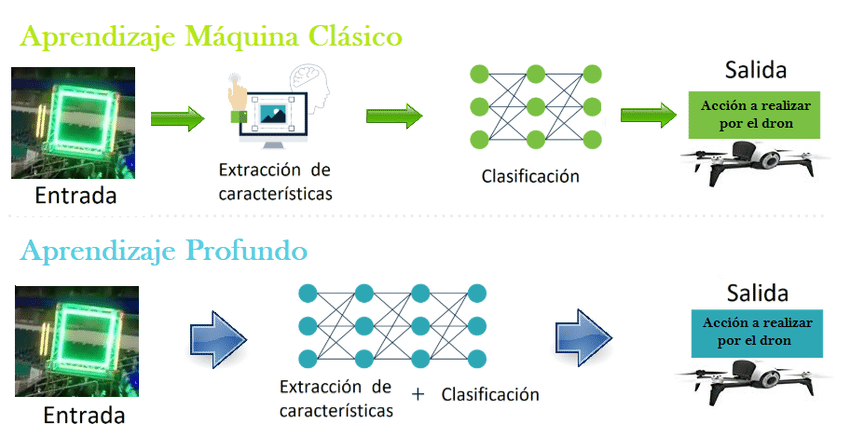 Aprendizaje Máquina Clásico
Entrada
Extracción de
características
Clasificación
Salida
Acción a realizar
por el dron
Aprendizaje Profundo
Entrada
Extracción de
características
+
Clasificación
Salida
Acción a realizar
por el dron